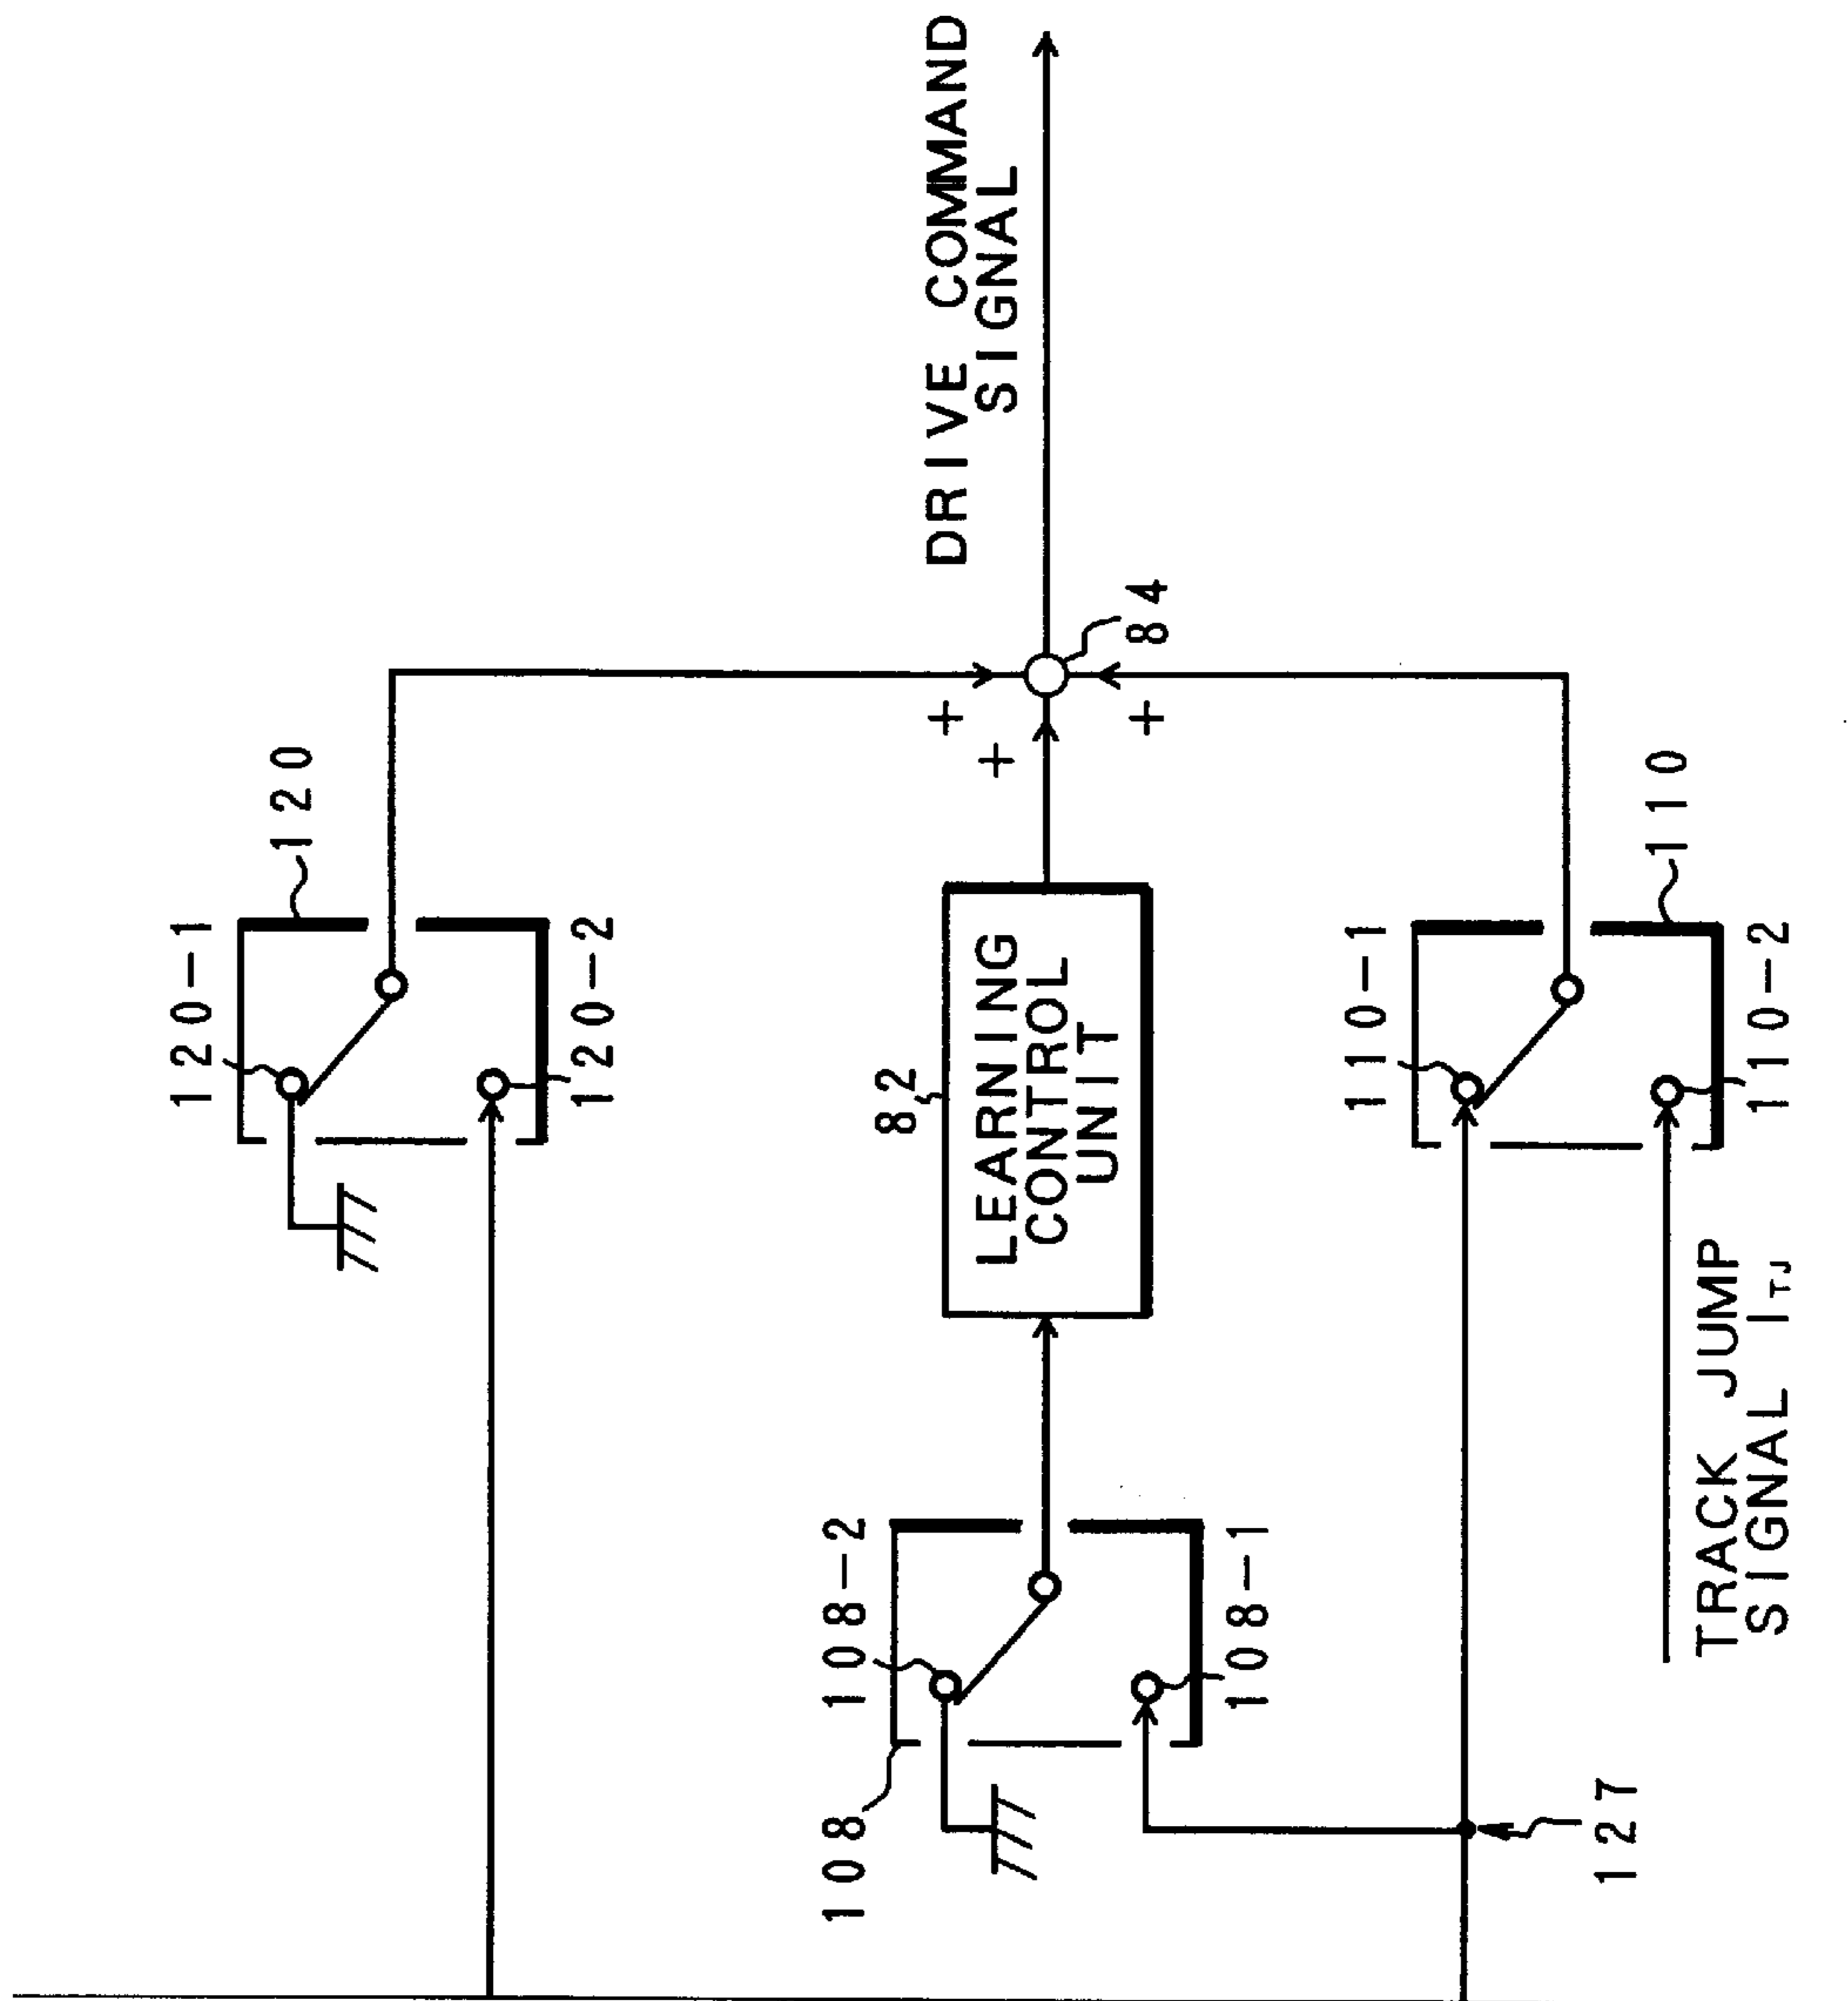 120-1
120
120-2
DRIVE COMMAND
SIGNAL
+
+
+
84
82
LEARNING
CONTROL
UNIT
108-2
108
108-1
110-1
110
110-2
127
TRACK JUMP
SIGNAL ITJ